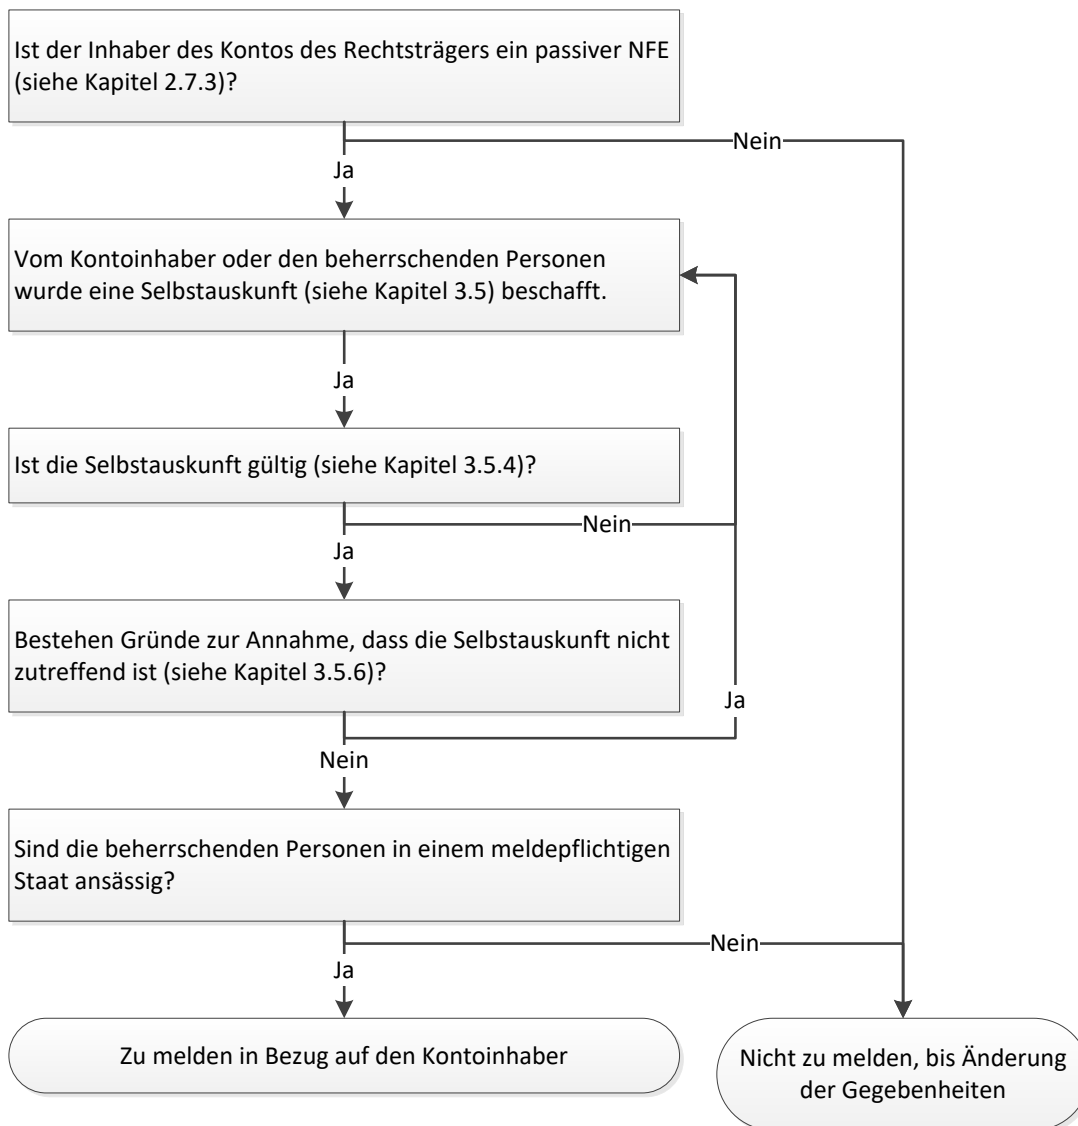 Ist der Inhaber des Kontos des Rechtsträgers ein passiver NFE
(siehe Kapitel 2.7.3)?
Nein
Ja
Vom Kontoinhaber oder den beherrschenden Personen
wurde eine Selbstauskunft (siehe Kapitel 3.5) beschafft.
Ja
Ist die Selbstauskunft gültig (siehe Kapitel 3.5.4)?
Nein
Ja
Bestehen Gründe zur Annahme, dass die Selbstauskunft nicht
zutreffend ist (siehe Kapitel 3.5.6)?
Ja
Nein
Sind die beherrschenden Personen in einem meldepflichtigen
Staat ansässig?
Nein
Ja
Zu melden in Bezug auf den Kontoinhaber
Nicht zu melden, bis Änderung
der Gegebenheiten